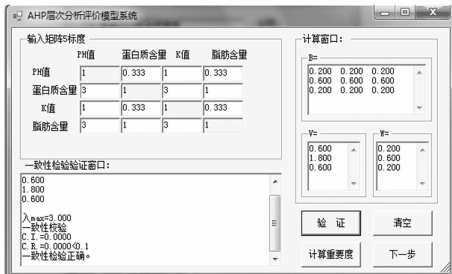 AHP层次分析评价模型系统
输入矩阵S标度
PH值 蛋白质含量 K值 脂肪含量
PH值 1 0.333 1 0.333
蛋白质含量 3 1 3 1
K值 1 0.333 1 0.333
脂肪含量 3 1 3 1
一致性检验验证窗口:
0.600
1.800
0.600
入max=3.000
一致性校验
C.I.=0.0000
C.R.=0.0000<0.1
一致性检验正确。
计算窗口:
B=
0.200 0.200 0.200
0.600 0.600 0.600
0.200 0.200 0.200
V= W=
0.600 0.200
1.800 0.600
0.600 0.200
验 证 清空
计算重要度 下一步